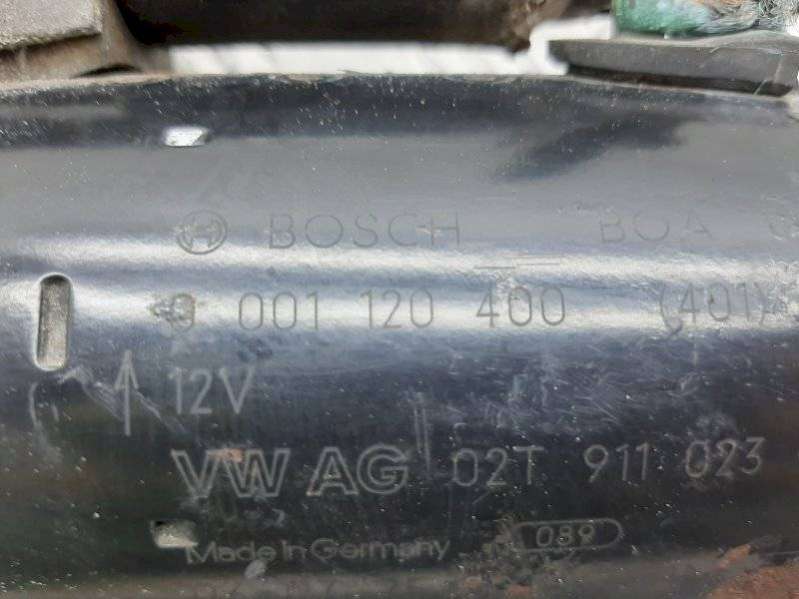 BOSCH BOA
0 001 120 400 (401)
12V
VW AG 02T 911 023
Made in Germany 089